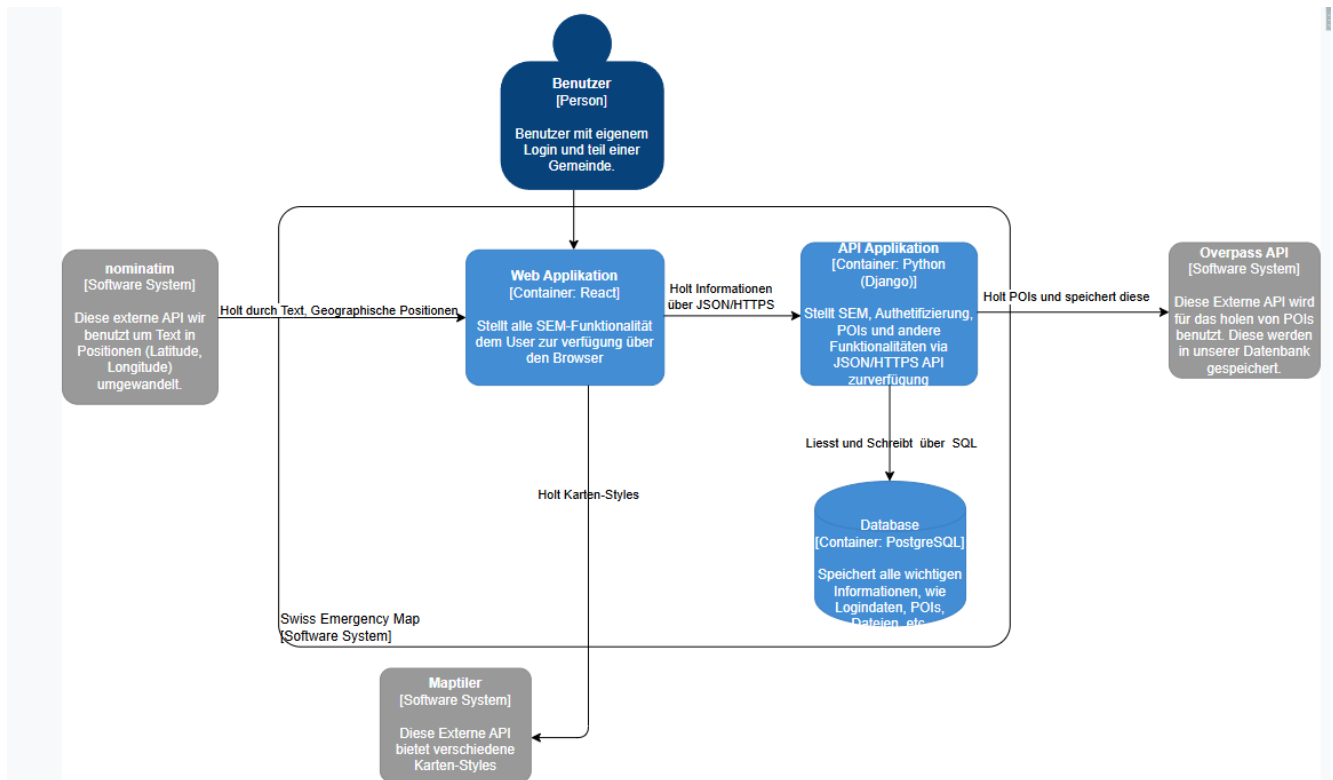 Benutzer
[Person]
Benutzer mit eigenem
Login und teil einer
Gemeinde.
nominatim
[Software System]
Diese externe API wir
benutzt um Text in
Positionen (Latitude,
Longitude)
umgewandelt.
Holt durch Text, Geographische Positionen
Web Applikation
[Container: React]
Stellt alle SEM-Funktionalität
dem User zur verfügung über
den Browser
Holt Informationen
über JSON/HTTPS
API Applikation
[Container: Python
(Django)]
Stellt SEM, Authetifizierung,
POIs und andere
Funktionalitäten via
JSON/HTTPS API
zurverfügung
Holt POIs und speichert diese
Overpass API
[Software System]
Diese Externe API wird
für das holen von POIs
benutzt. Diese werden
in unserer Datenbank
gespeichert.
Liesst und Schreibt über SQL
Holt Karten-Styles
Database
[Container: PostgreSQL]
Speichert alle wichtigen
Informationen, wie
Logindaten, POIs,
Dateien, etc
Swiss Emergency Map
[Software System]
Maptiler
[Software System]
Diese Externe API
bietet verschiedene
Karten-Styles